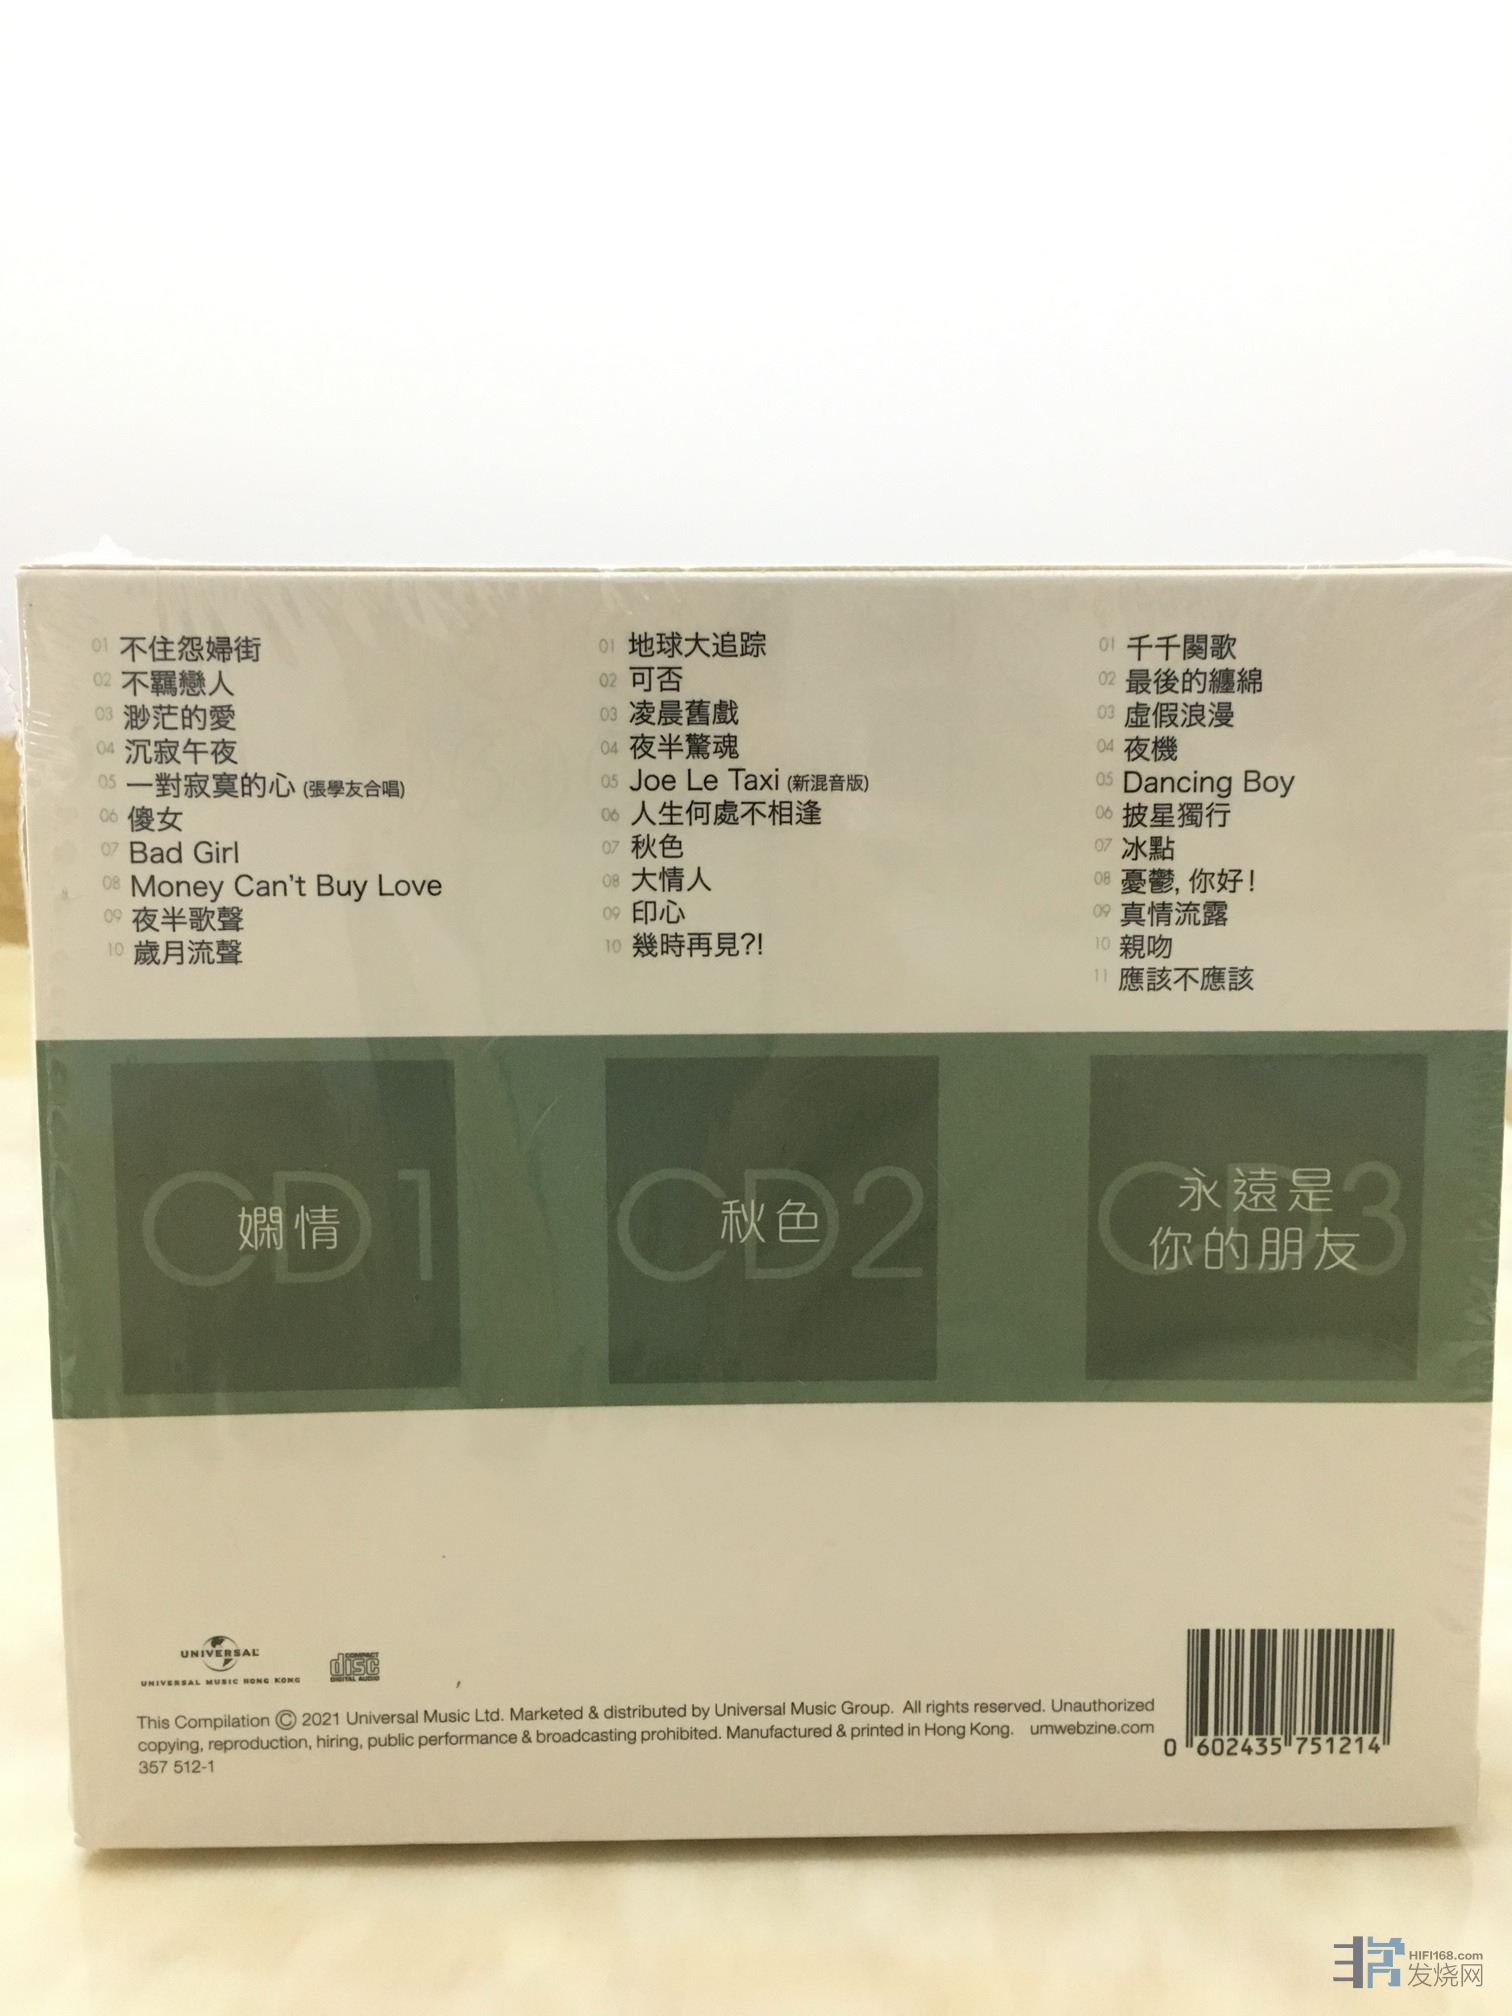 01 不住怨婦街
02 不羈戀人
03 渺茫的愛
04 沉寂午夜
05 一對寂寞的心 (張學友合唱)
06 傻女
07 Bad Girl
08 Money Can't Buy Love
09 夜半歌聲
10 歲月流聲
01 地球大追踪
02 可否
03 凌晨舊戲
04 夜半驚魂
05 Joe Le Taxi (新混音版)
06 人生何處不相逢
07 秋色
08 大情人
09 印心
10 幾時再見?!
01 千千闋歌
02 最後的纏綿
03 虛假浪漫
04 夜機
05 Dancing Boy
06 披星獨行
07 冰點
08 憂鬱, 你好!
09 真情流露
10 親吻
11 應該不應該
CD1
嫻情
CD2
秋色
CD3
永遠是
你的朋友
UNIVERSAL
UNIVERSAL MUSIC HONG KONG
COMPACT
disc
DIGITAL AUDIO
This Compilation Ⓒ 2021 Universal Music Ltd. Marketed & distributed by Universal Music Group. All rights reserved. Unauthorized
copying, reproduction, hiring, public performance & broadcasting prohibited. Manufactured & printed in Hong Kong. umwebzine.com
357 512-1
0 602435 751214
HIFI168.com
发烧网